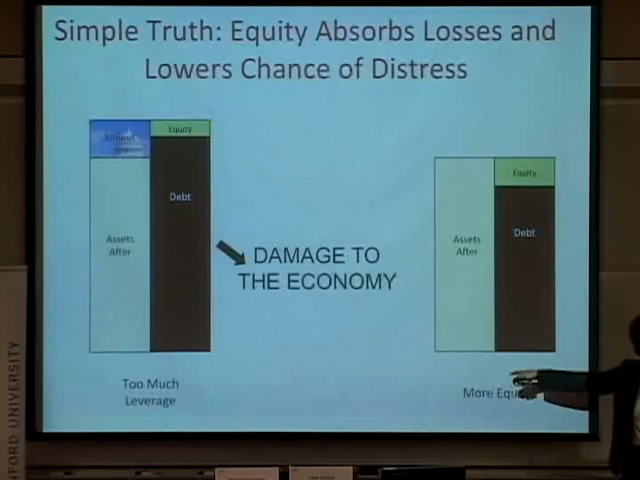 Simple Truth: Equity Absorbs Losses and
Lowers Chance of Distress
Equity
Debt
Assets
After
Too Much
Leverage
DAMAGE TO
THE ECONOMY
Equity
Debt
Assets
After
More